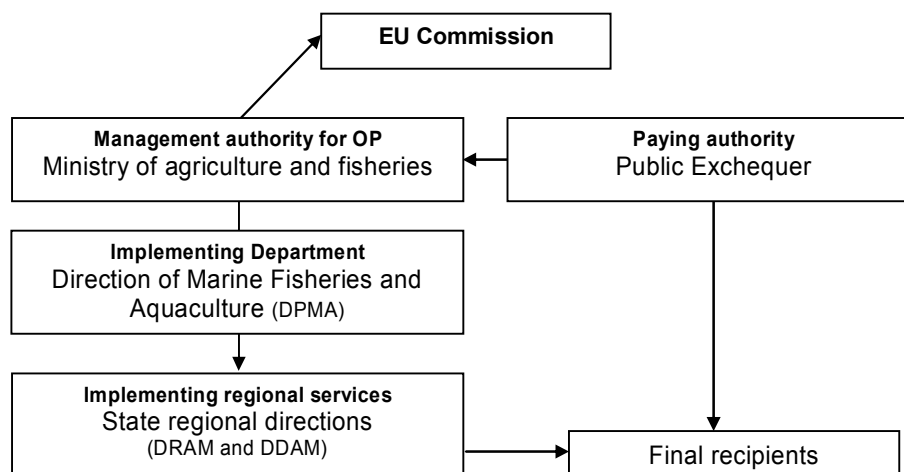 EU Commission
Management authority for OP
Ministry of agriculture and fisheries
Paying authority
Public Exchequer
Implementing Department
Direction of Marine Fisheries and
Aquaculture (DPMA)
Implementing regional services
State regional directions
(DRAM and DDAM)
Final recipients